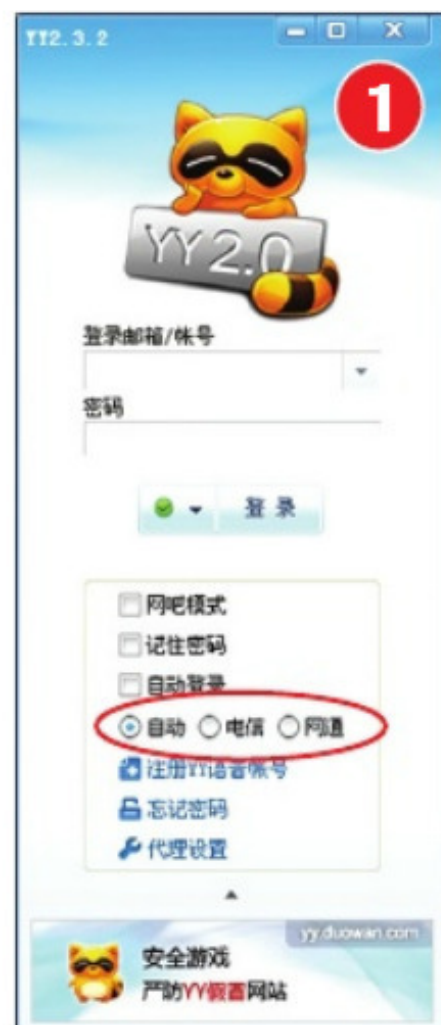 YY2.3.2
1
YY 2.0
登录邮箱/帐号
密码
登 录
网吧模式
记住密码
自动登录
自动 电信 网通
注册YY语音帐号
忘记密码
代理设置
yy.duowan.com
安全游戏
严防YY假冒网站